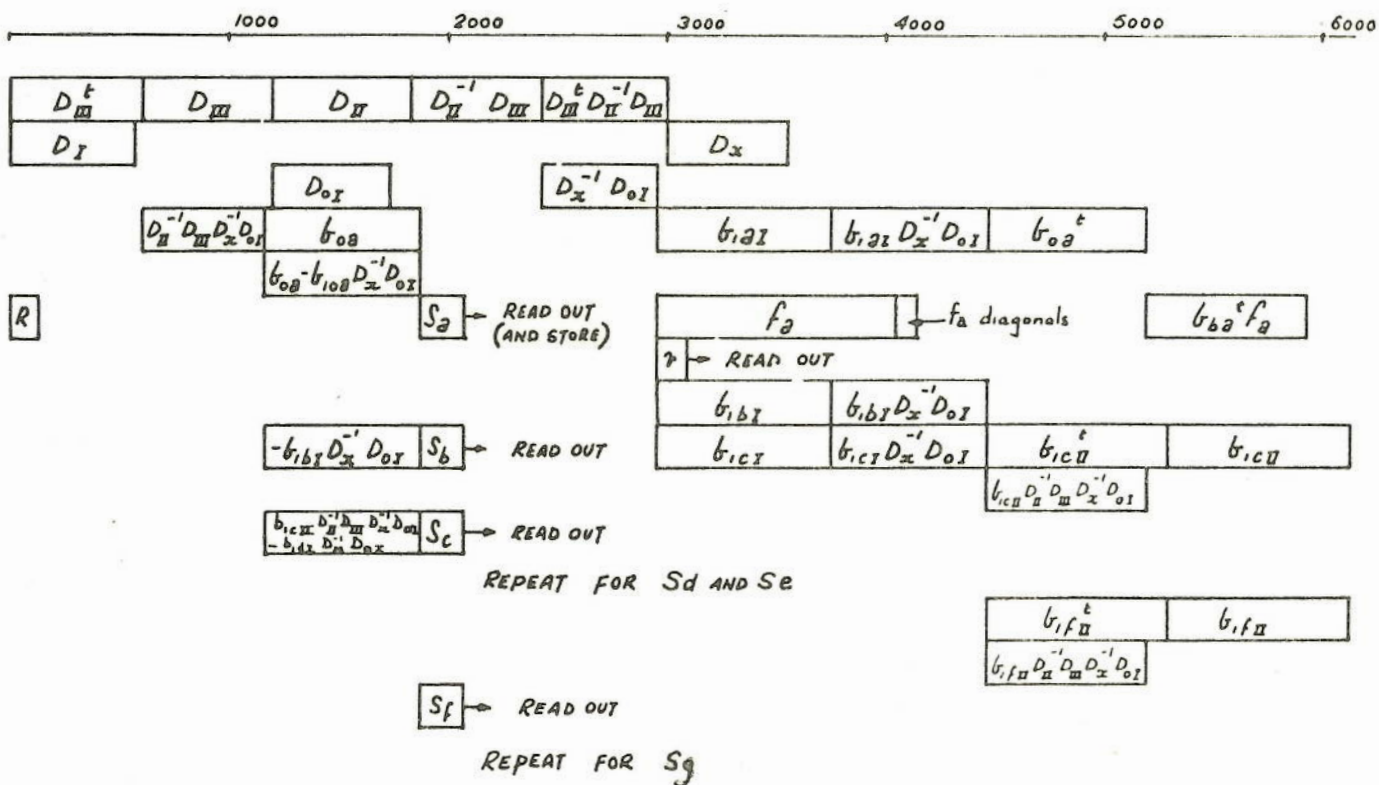 1000 2000 3000 4000 5000 6000
D_III^t D_III D_II D_II^-1 D_III D_III^t D_II^-1 D_III
D_I D_x
D_oI D_x^-1 D_oI
D_II^-1 D_III D_x^-1 D_oI b_oa b_1aI b_1aI D_x^-1 D_oI b_oa^t
b_oa - b_1oa D_x^-1 D_oI
R S_a → READ OUT f_a ← f_a diagonals b_ba^t f_a
(AND STORE)
r → READ OUT
b_1bI b_1bI D_x^-1 D_oI
-b_1bI D_x^-1 D_oI S_b → READ OUT b_1cI b_1cI D_x^-1 D_oI b_1cII^t b_1cII
b_1cII D_II^-1 D_III D_x^-1 D_oI
b_1cII D_II^-1 D_III D_x^-1 S_c → READ OUT
REPEAT FOR Sd AND Se
b_1fII^t b_1fII
b_1fII D_II^-1 D_III D_x^-1 D_oI
S_f → READ OUT
REPEAT FOR Sg